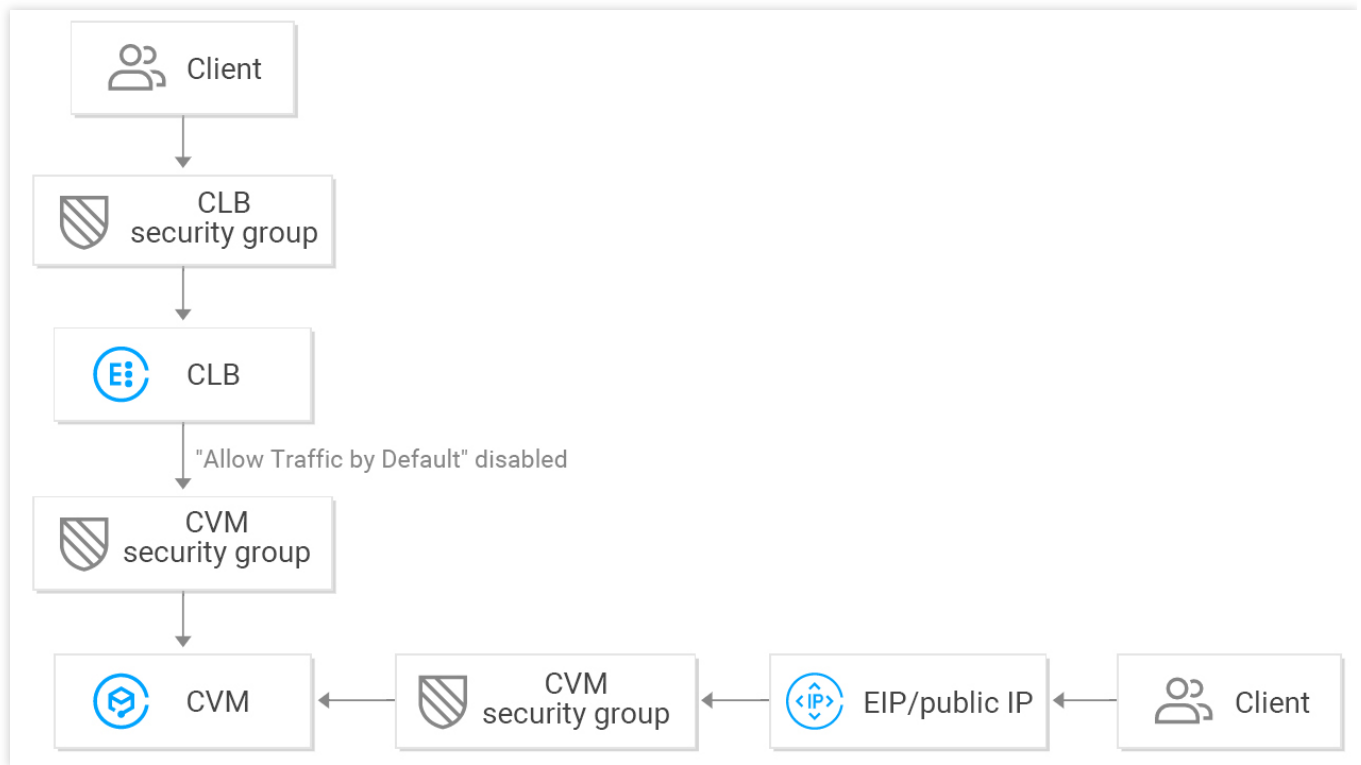 Client
CLB
security group
CLB
"Allow Traffic by Default" disabled
CVM
security group
CVM
CVM
security group
IP
EIP/public IP
Client